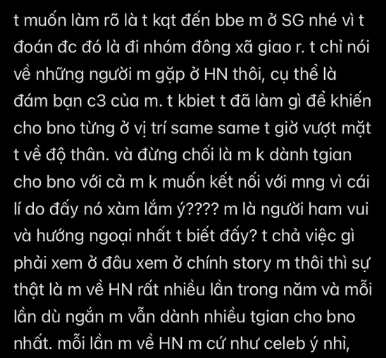 t muốn làm rõ là t kqt đến bbe m ở SG nhé vì t
đoán đc đó là đi nhóm đông xã giao r. t chỉ nói
về những người m gặp ở HN thôi, cụ thể là
đám bạn c3 của m. t kbiet t đã làm gì để khiến
cho bno từng ở vị trí same same t giờ vượt mặt
t về độ thân. và đừng chối là m k dành tgian
cho bno với cả m k muốn kết nối với mng vì cái
lí do đấy nó xàm lắm ý???? m là người ham vui
và hướng ngoại nhất t biết đấy? t chả việc gì
phải xem ở đâu xem ở chính story m thôi thì sự
thật là m về HN rất nhiều lần trong năm và mỗi
lần dù ngắn m vẫn dành nhiều tgian cho bno
nhất. mỗi lần m về HN m cứ như celeb ý nhỉ,